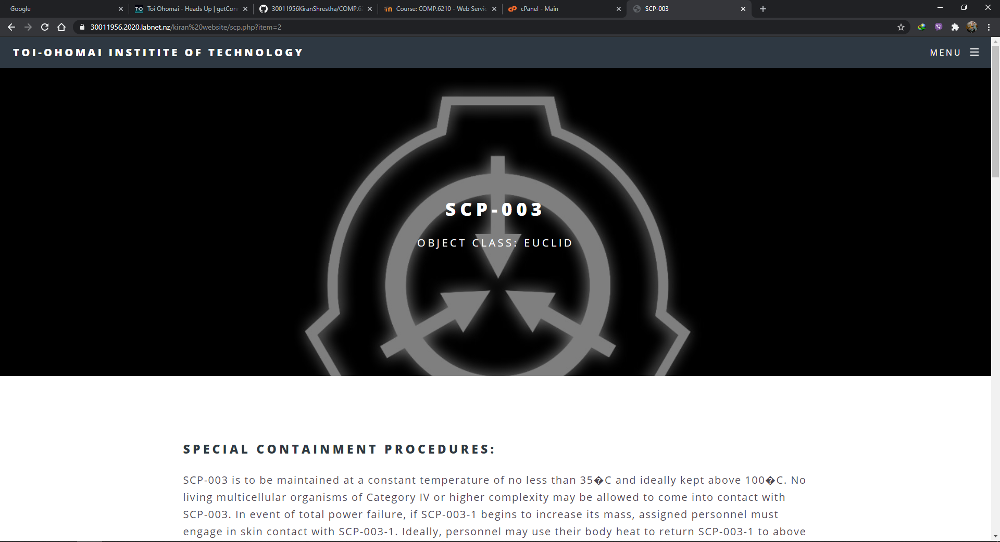 Google
Toi Ohomai - Heads Up | getConn
30011956KiranShrestha/COMP.62
Course: COMP.6210 - Web Servic
cPanel - Main
SCP-003
30011956.2020.labnet.nz/kiran%20website/scp.php?item=2
TOI-OHOMAI INSTITITE OF TECHNOLOGY
MENU
SCP-003
OBJECT CLASS: EUCLID
SPECIAL CONTAINMENT PROCEDURES:
SCP-003 is to be maintained at a constant temperature of no less than 35�C and ideally kept above 100�C. No
living multicellular organisms of Category IV or higher complexity may be allowed to come into contact with
SCP-003. In event of total power failure, if SCP-003-1 begins to increase its mass, assigned personnel must
engage in skin contact with SCP-003-1. Ideally, personnel may use their body heat to return SCP-003-1 to above